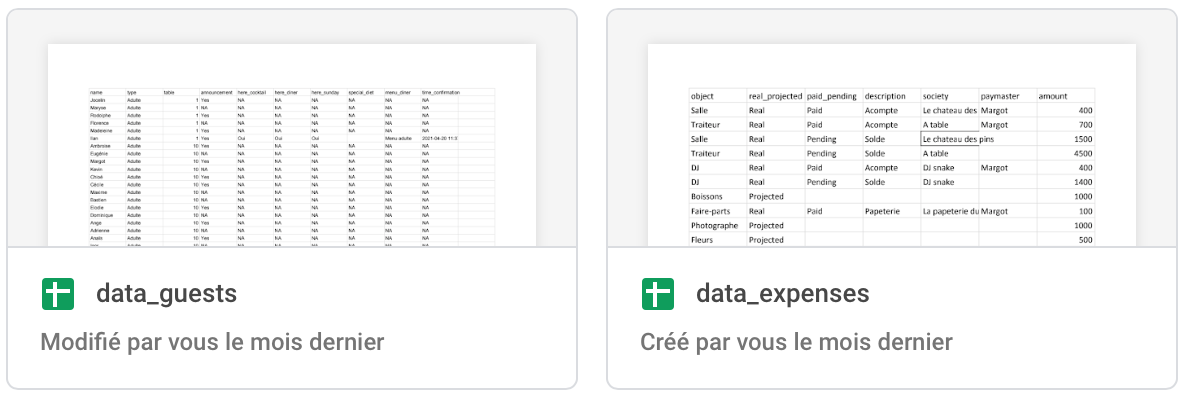 name type table announcement here_cocktail here_diner here_sunday special_diet menu_diner time_confirmation
Jocelin Adulte 1 Yes NA NA NA NA NA NA
Maryse Adulte 1 NA NA NA NA NA NA NA
Rodolphe Adulte 1 Yes NA NA NA NA NA NA
Florence Adulte 1 NA NA NA NA NA NA NA
Madeleine Adulte 1 Yes NA NA NA NA NA NA
Adulte 1 Yes Oui Oui Menu adulte 2021-04-20 11:3
Ambroise Adulte 10 Yes NA NA NA NA NA NA
Eugénie Adulte 10 NA NA NA NA NA NA NA
Margot Adulte 10 Yes NA NA NA NA NA NA
Kevin Adulte 10 NA NA NA NA NA NA NA
Chloé Adulte 10 Yes NA NA NA NA NA NA
Cécile Adulte 10 Yes NA NA NA NA NA NA
Maxime Adulte 10 NA NA NA NA NA NA NA
Bastien Adulte 10 NA NA NA NA NA NA NA
Elodie Adulte 10 Yes NA NA NA NA NA NA
Dominique Adulte 10 NA NA NA NA NA NA NA
Ange Adulte 10 Yes NA NA NA NA NA NA
Adrienne Adulte 10 NA NA NA NA NA NA NA
Anaïs Adulte 10 Yes NA NA NA NA NA NA
data_guests
Modifié par vous le mois dernier
object real_projected paid_pending description society paymaster amount
Salle Real Paid Acompte Le chateau des Margot 400
Traiteur Real Paid Acompte A table Margot 700
Salle Real Pending Solde Le chateau des pins 1500
Traiteur Real Pending Solde A table 4500
DJ Real Paid Acompte DJ snake Margot 400
DJ Real Pending Solde DJ snake 1400
Boissons Projected 1000
Faire-parts Real Paid Papeterie La papeterie du Margot 100
Photographe Projected 1000
Fleurs Projected 500
data_expenses
Créé par vous le mois dernier